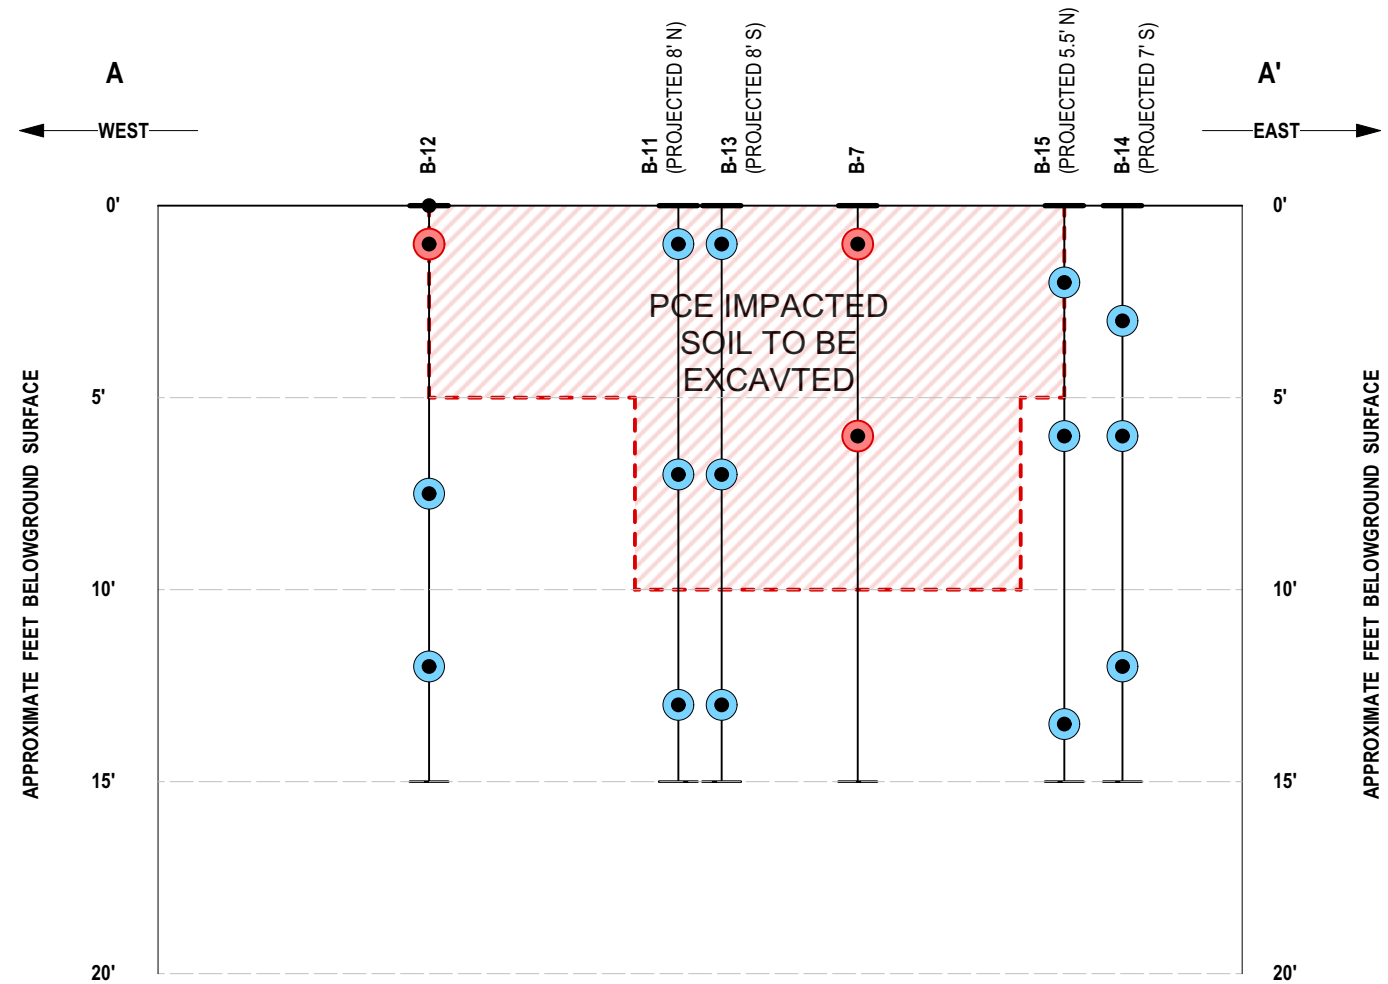 A
A'
WEST
EAST
B-12
B-11
(PROJECTED 8' N)
B-13
(PROJECTED 8' S)
B-7
B-15
(PROJECTED 5.5' N)
B-14
(PROJECTED 7' S)
0'
0'
PCE IMPACTED
SOIL TO BE
EXCAVTED
5'
5'
10'
10'
15'
15'
20'
20'
APPROXIMATE FEET BELOWGROUND SURFACE
APPROXIMATE FEET BELOWGROUND SURFACE